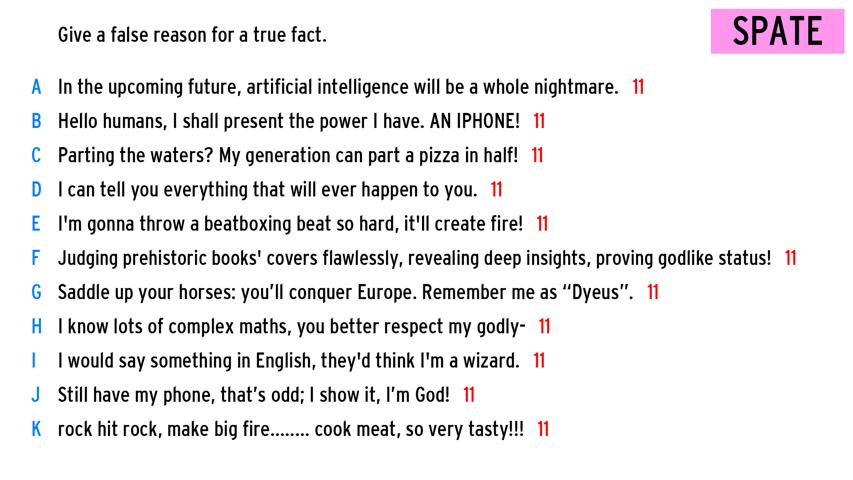 Give a false reason for a true fact.
SPATE
A In the upcoming future, artificial intelligence will be a whole nightmare. 11
B Hello humans, I shall present the power I have. AN IPHONE! 11
C Parting the waters? My generation can part a pizza in half! 11
D I can tell you everything that will ever happen to you. 11
E I'm gonna throw a beatboxing beat so hard, it'll create fire! 11
F Judging prehistoric books' covers flawlessly, revealing deep insights, proving godlike status! 11
G Saddle up your horses: you’ll conquer Europe. Remember me as “Dyeus”. 11
H I know lots of complex maths, you better respect my godly- 11
I I would say something in English, they'd think I'm a wizard. 11
J Still have my phone, that’s odd; I show it, I’m God! 11
K rock hit rock, make big fire........ cook meat, so very tasty!!! 11